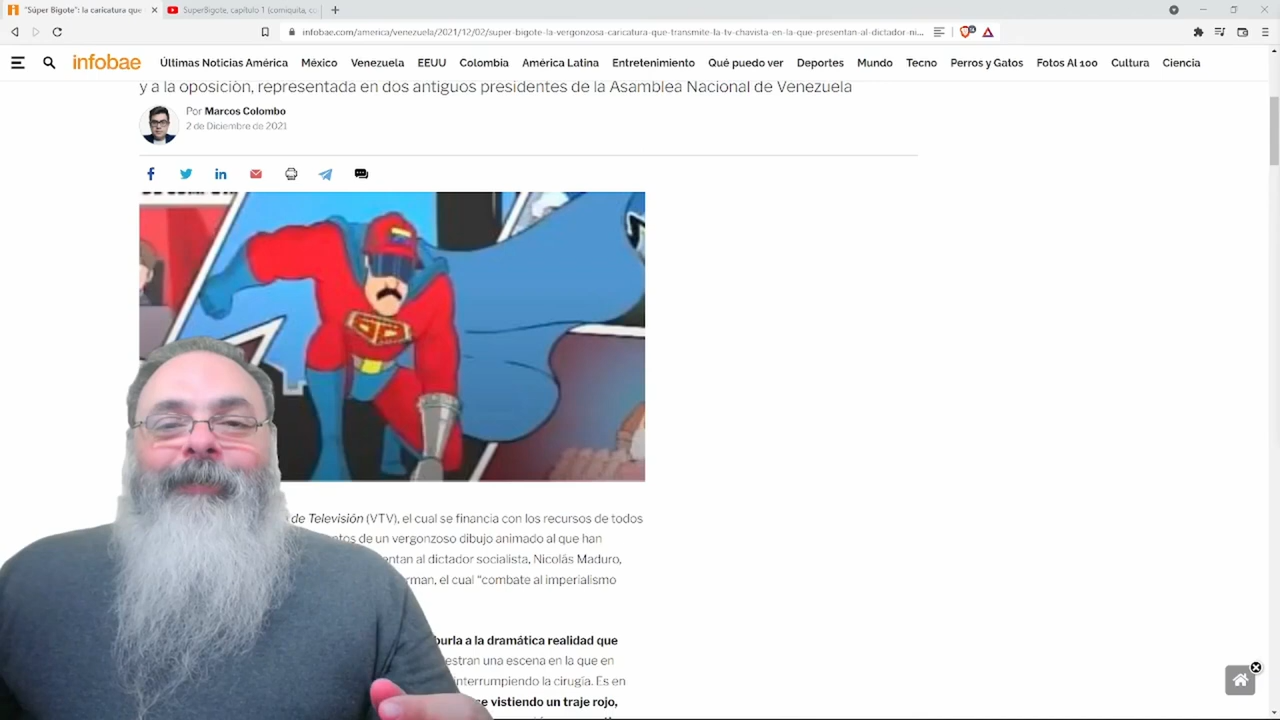 "Súper Bigote": la caricatura que
SuperBigote, capítulo 1 (comiquita, co
infobae.com/america/venezuela/2021/12/02/super-bigote-la-vergonzosa-caricatura-que-transmite-la-tv-chavista-en-la-que-presentan-al-dictador-ni...
infobae
Últimas Noticias América México Venezuela EEUU Colombia América Latina Entretenimiento Qué puedo ver Deportes Mundo Tecno Perros y Gatos Fotos Al 100 Cultura Ciencia
y a la oposición, representada en dos antiguos presidentes de la Asamblea Nacional de Venezuela
Por Marcos Colombo
2 de Diciembre de 2021
de Televisión (VTV), el cual se financia con los recursos de todos
de un vergonzoso dibujo animado al que han
al dictador socialista, Nicolás Maduro,
el cual "combate al imperialismo
burla a la dramática realidad que
una escena en la que en
interrumpiendo la cirugía. Es en
vistiendo un traje rojo,